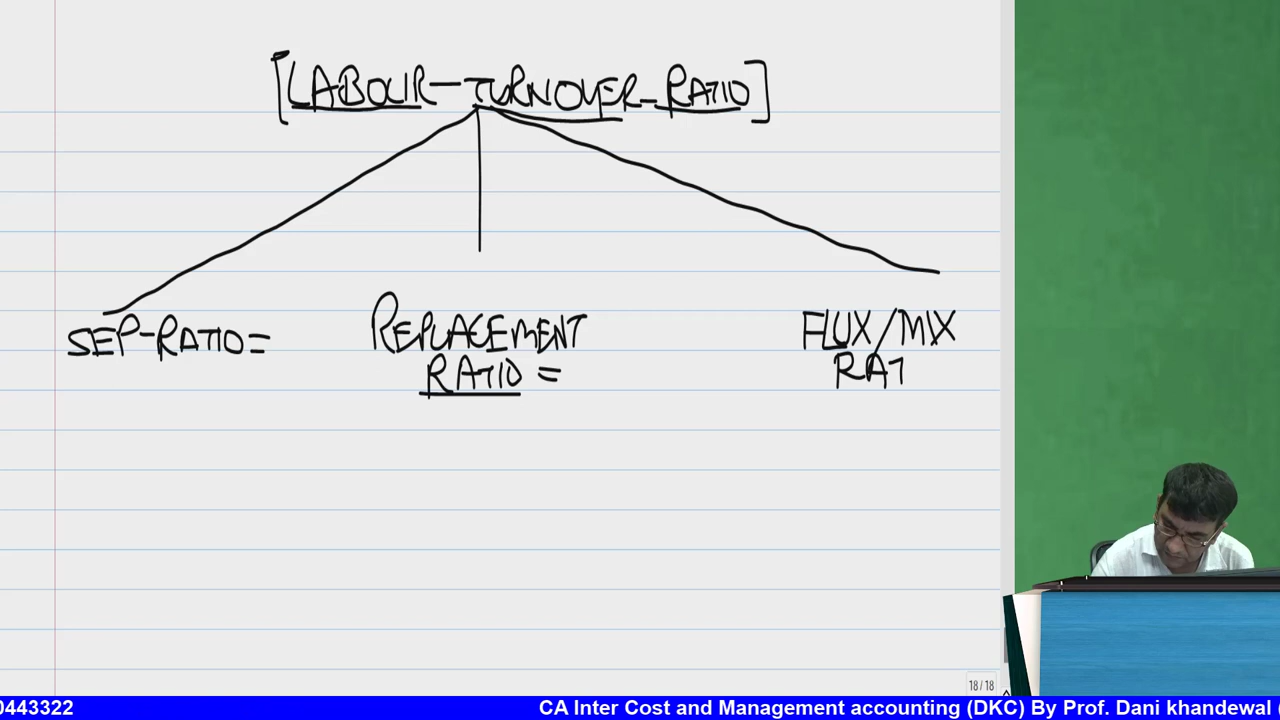 [LABOUR-TURNOVER-RATIO]
SEP-RATIO=
REPLACEMENT
RATIO =
FLUX/MIX
RAT
18/18
0443322
CA Inter Cost and Management accounting (DKC) By Prof. Dani khandewal